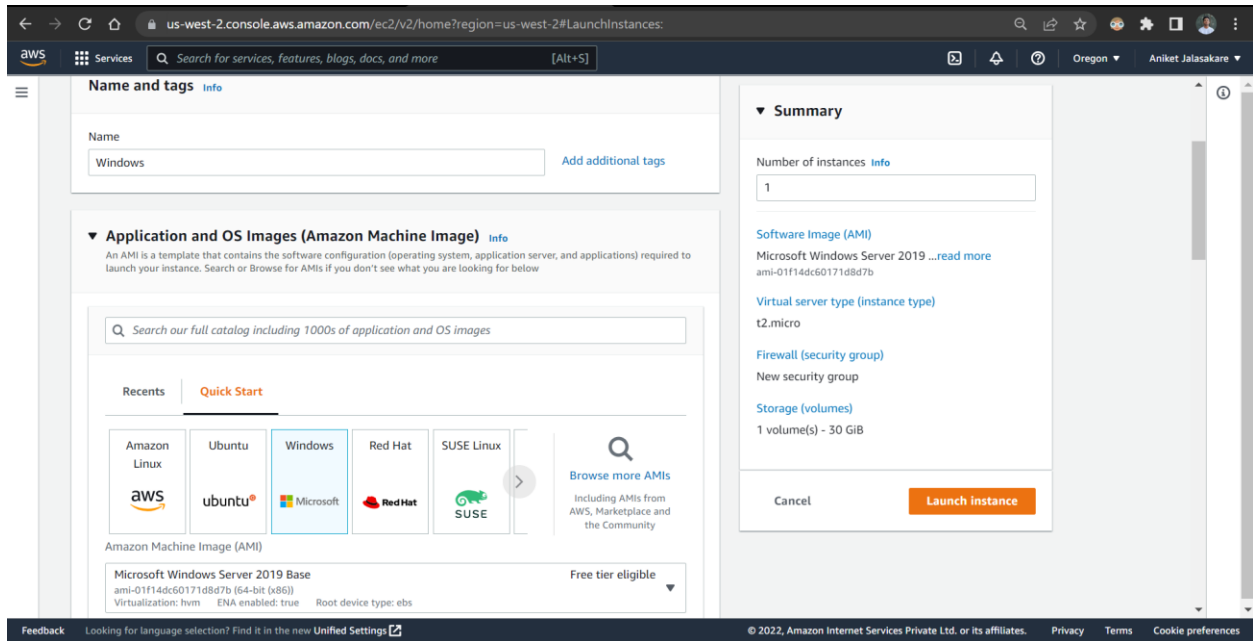 us-west-2.console.aws.amazon.com/ec2/v2/home?region=us-west-2#LaunchInstances:
aws
Services
Search for services, features, blogs, docs, and more
[Alt+S]
Oregon
Aniket Jalasakare
Name and tags Info
Name
Windows
Add additional tags
Application and OS Images (Amazon Machine Image) Info
An AMI is a template that contains the software configuration (operating system, application server, and applications) required to
launch your instance. Search or Browse for AMIs if you don't see what you are looking for below
Search our full catalog including 1000s of application and OS images
Recents
Quick Start
Amazon
Linux
aws
Ubuntu
ubuntu
Windows
Microsoft
Red Hat
RedHat
SUSE Linux
SUSE
Browse more AMIs
Including AMIs from
AWS, Marketplace and
the Community
Amazon Machine Image (AMI)
Microsoft Windows Server 2019 Base
Free tier eligible
ami-01f14dc60171d8d7b (64-bit (x86))
Virtualization: hvm ENA enabled: true Root device type: ebs
Summary
Number of instances Info
1
Software Image (AMI)
Microsoft Windows Server 2019 ...read more
ami-01f14dc60171d8d7b
Virtual server type (instance type)
t2.micro
Firewall (security group)
New security group
Storage (volumes)
1 volume(s) - 30 GiB
Cancel
Launch instance
Feedback
Looking for language selection? Find it in the new Unified Settings
© 2022, Amazon Internet Services Private Ltd. or its affiliates.
Privacy
Terms
Cookie preferences